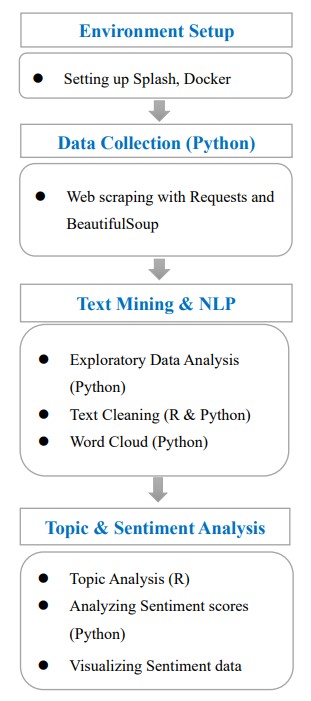 Environment Setup
● Setting up Splash, Docker
Data Collection (Python)
● Web scraping with Requests and
BeautifulSoup
Text Mining & NLP
● Exploratory Data Analysis
(Python)
● Text Cleaning (R & Python)
● Word Cloud (Python)
Topic & Sentiment Analysis
● Topic Analysis (R)
● Analyzing Sentiment scores
(Python)
● Visualizing Sentiment data